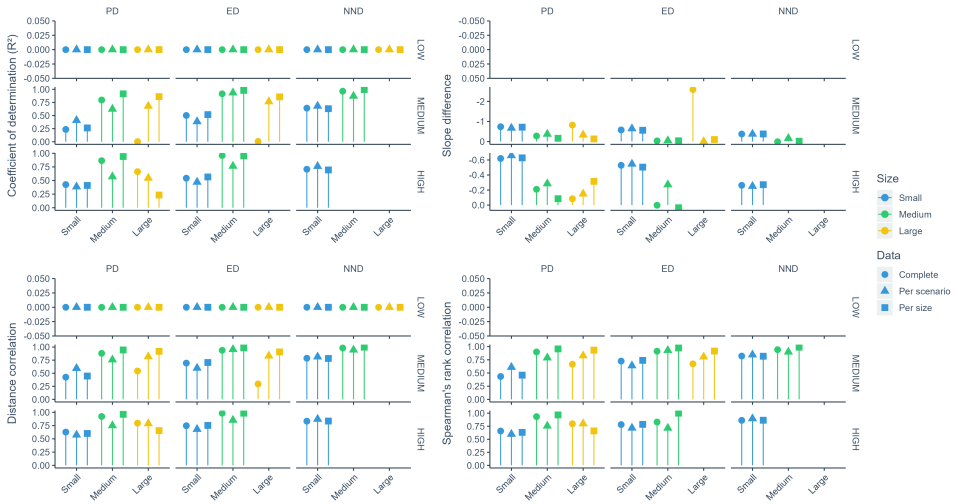 PD ED NND
Coefficient of determination (R²)
0.050
0.025
0.000
-0.025
-0.050
LOW
1.00
0.75
0.50
0.25
0.00
MEDIUM
1.00
0.75
0.50
0.25
0.00
HIGH
Small Medium Large Small Medium Large Small Medium Large
PD ED NND
Slope difference
-0.050
-0.025
0.000
0.025
0.050
LOW
-2
-1
0
MEDIUM
-0.6
-0.4
-0.2
0.0
HIGH
Small Medium Large Small Medium Large Small Medium Large
PD ED NND
Distance correlation
0.050
0.025
0.000
-0.025
-0.050
LOW
1.00
0.75
0.50
0.25
0.00
MEDIUM
1.00
0.75
0.50
0.25
0.00
HIGH
Small Medium Large Small Medium Large Small Medium Large
PD ED NND
Spearman's rank correlation
0.050
0.025
0.000
-0.025
-0.050
LOW
1.00
0.75
0.50
0.25
0.00
MEDIUM
1.00
0.75
0.50
0.25
0.00
HIGH
Small Medium Large Small Medium Large Small Medium Large
Size
Small
Medium
Large
Data
Complete
Per scenario
Per size